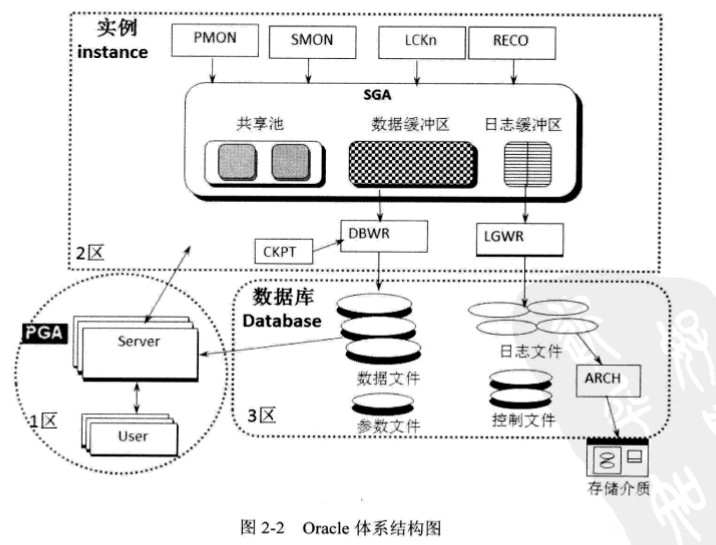 实例
instance
PMON
SMON
LCKn
RECO
SGA
共享池
数据缓冲区
日志缓冲区
DBWR
LGWR
CKPT
2区
数据库
Database
PGA
Server
数据文件
日志文件
ARCH
1区
User
3区
参数文件
控制文件
存储介质
图 2-2 Oracle 体系结构图